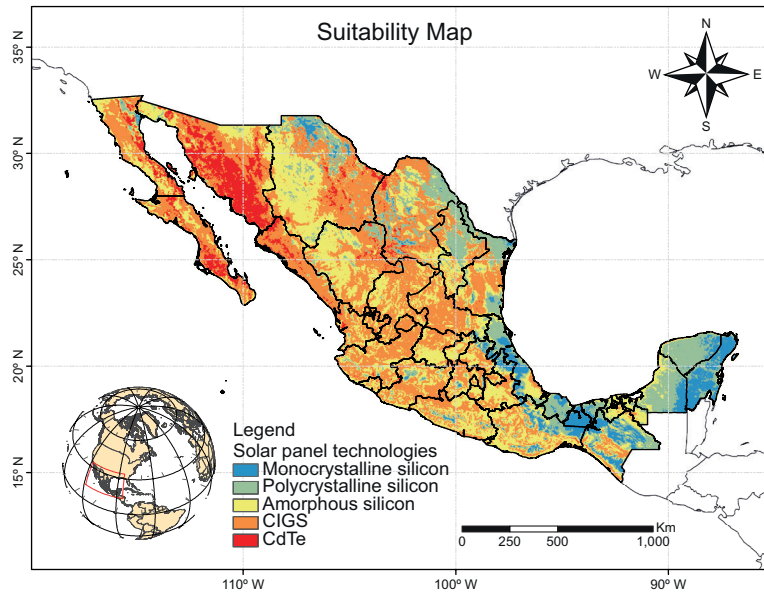 Suitability Map
N
W
E
S
35° N
30° N
25° N
20° N
15° N
Legend
Solar panel technologies
Monocrystalline silicon
Polycrystalline silicon
Amorphous silicon
CIGS
CdTe
Km
0 250 500 1,000
110° W 100° W 90° W